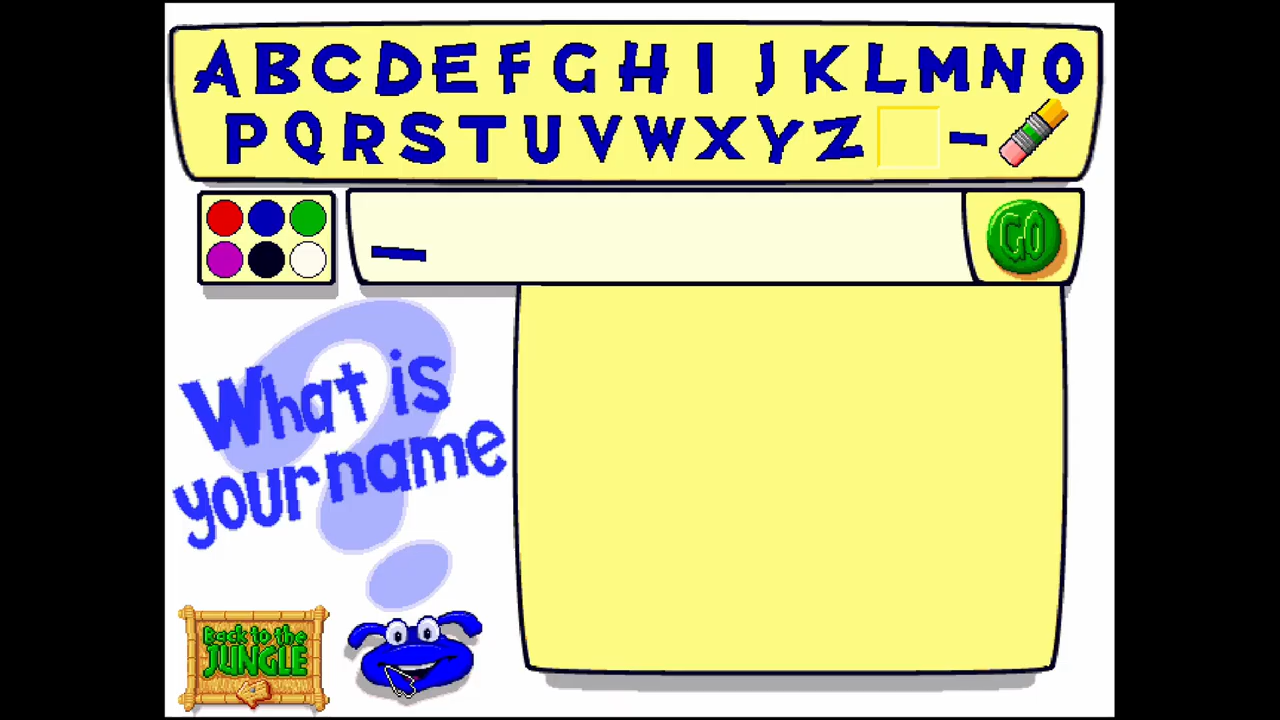 ABCDEFGHIJKLMNO
PQRSTUVWXYZ -
GO
What is
your name
Back to the
JUNGLE